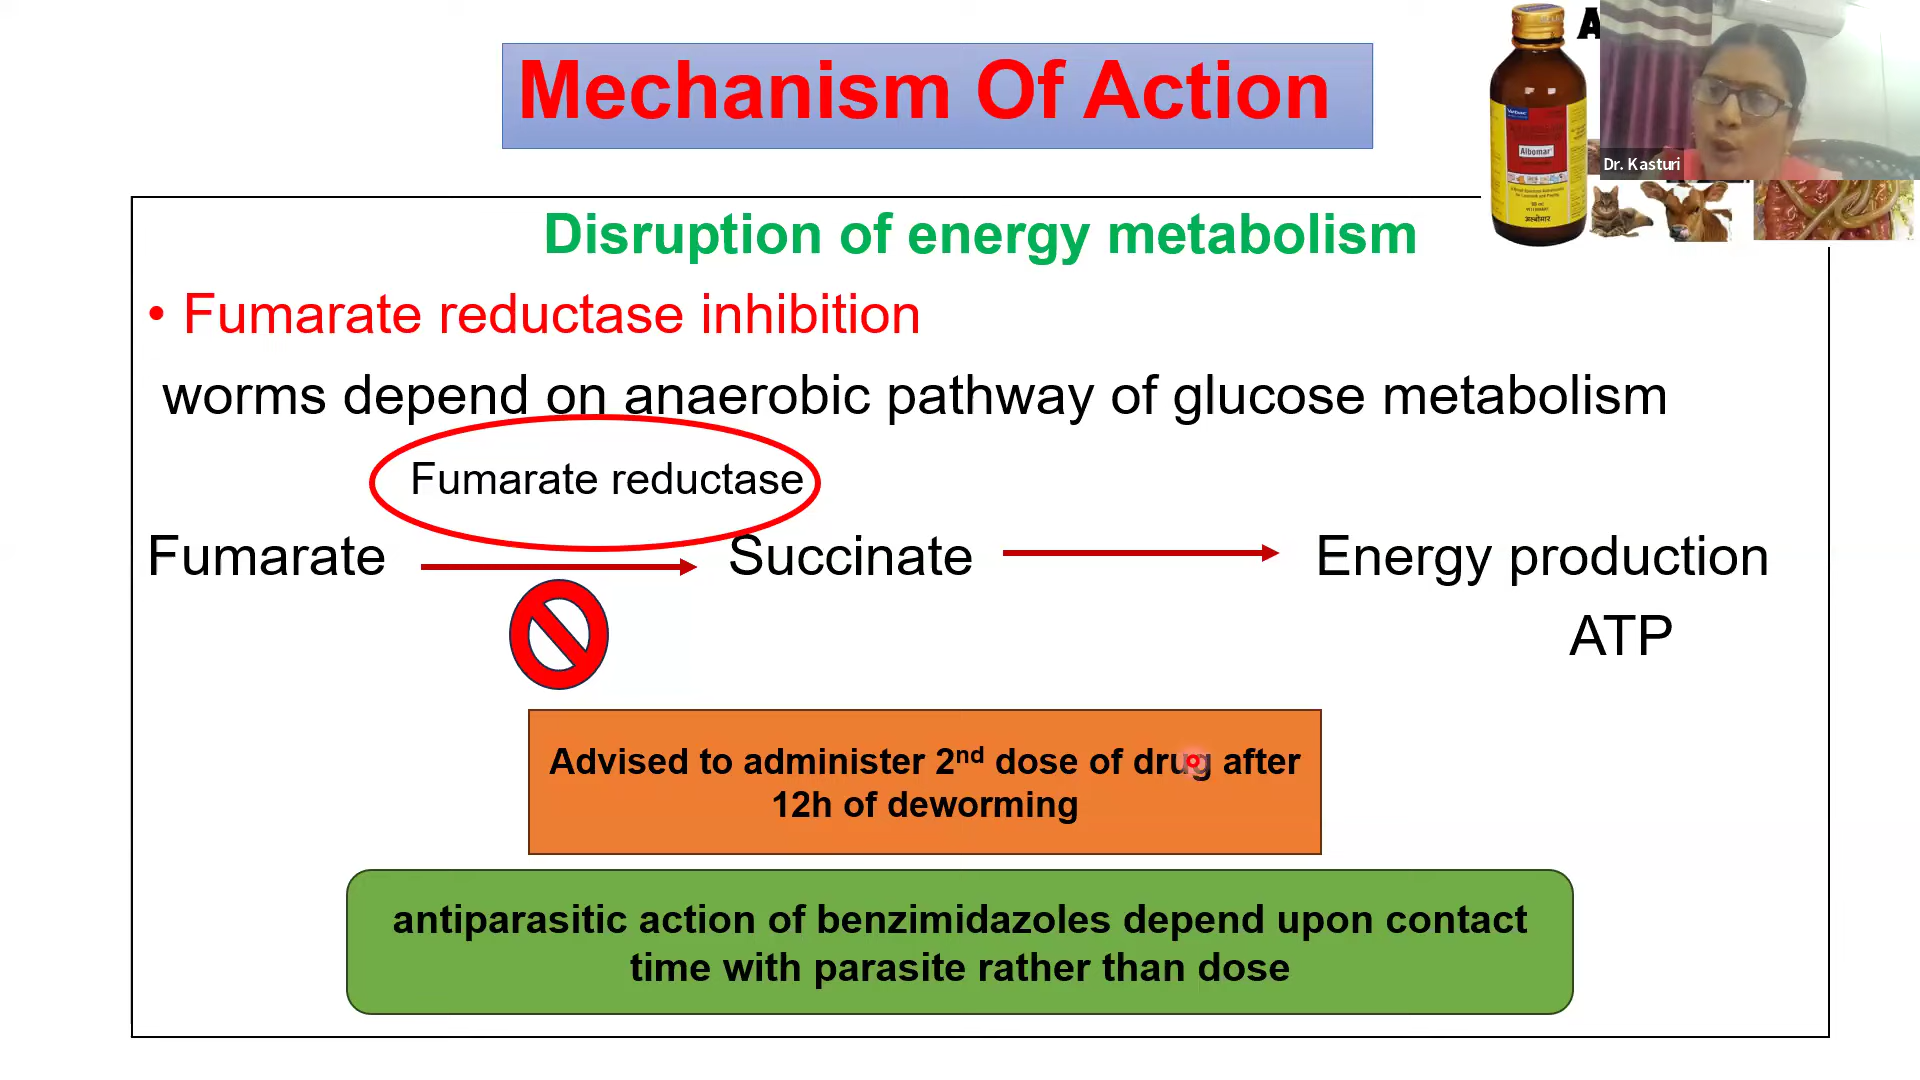 Mechanism Of Action
A
Virbac
Albomar
अल्बोमार
Dr. Kasturi
Disruption of energy metabolism
• Fumarate reductase inhibition
worms depend on anaerobic pathway of glucose metabolism
Fumarate reductase
Fumarate Succinate Energy production
ATP
Advised to administer 2nd dose of drug after
12h of deworming
antiparasitic action of benzimidazoles depend upon contact
time with parasite rather than dose